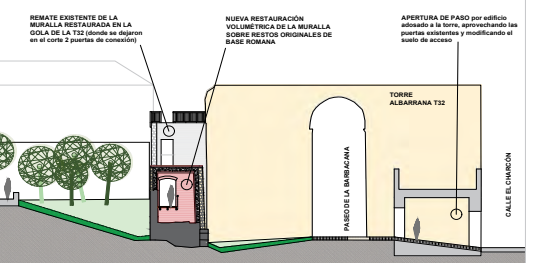 REMATE EXISTENTE DE LA
MURALLA RESTAURADA EN LA
GOLA DE LA T32 (donde se dejaron
en el corte 2 puertas de conexión)
NUEVA RESTAURACIÓN
VOLUMÉTRICA DE LA MURALLA
SOBRE RESTOS ORIGINALES DE
BASE ROMANA
APERTURA DE PASO por edificio
adosado a la torre, aprovechando las
puertas existentes y modificando el
suelo de acceso
TORRE
ALBARRANA T32
PASEO DE LA BARBACANA
CALLE EL CHARCÓN